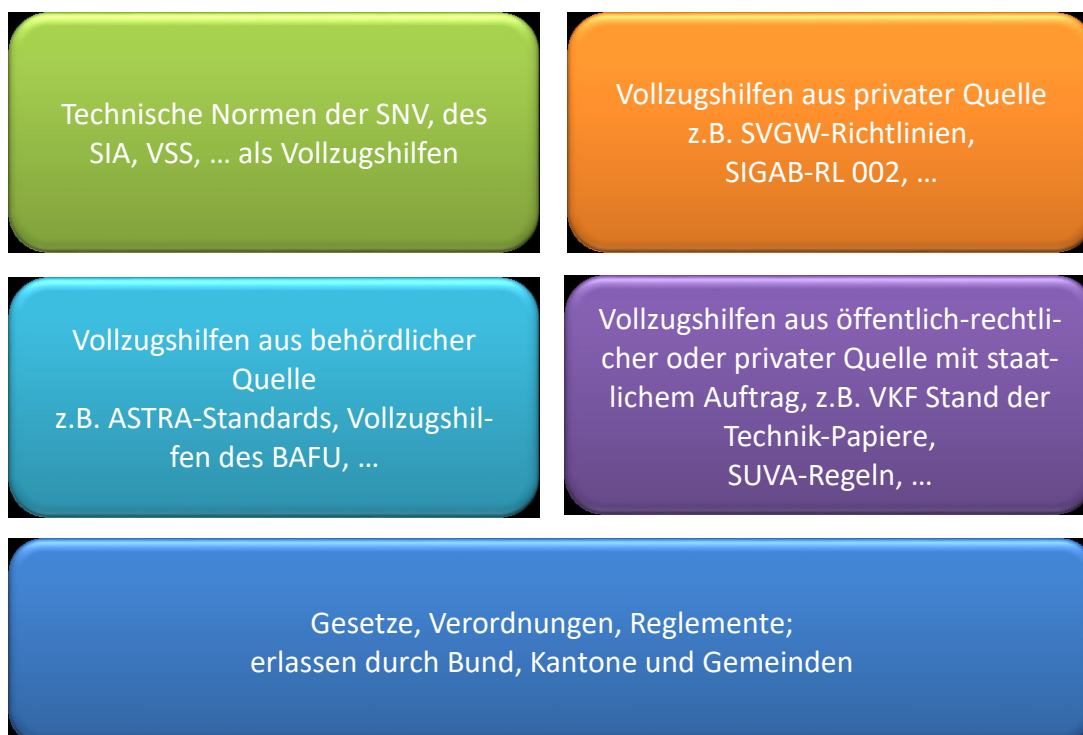 Technische Normen der SNV, des
SIA, VSS, … als Vollzugshilfen
Vollzugshilfen aus privater Quelle
z.B. SVGW-Richtlinien,
SIGAB-RL 002, …
Vollzugshilfen aus behördlicher
Quelle
z.B. ASTRA-Standards, Vollzugshil-
fen des BAFU, …
Vollzugshilfen aus öffentlich-rechtli-
cher oder privater Quelle mit staat-
lichem Auftrag, z.B. VKF Stand der
Technik-Papiere,
SUVA-Regeln, …
Gesetze, Verordnungen, Reglemente;
erlassen durch Bund, Kantone und Gemeinden